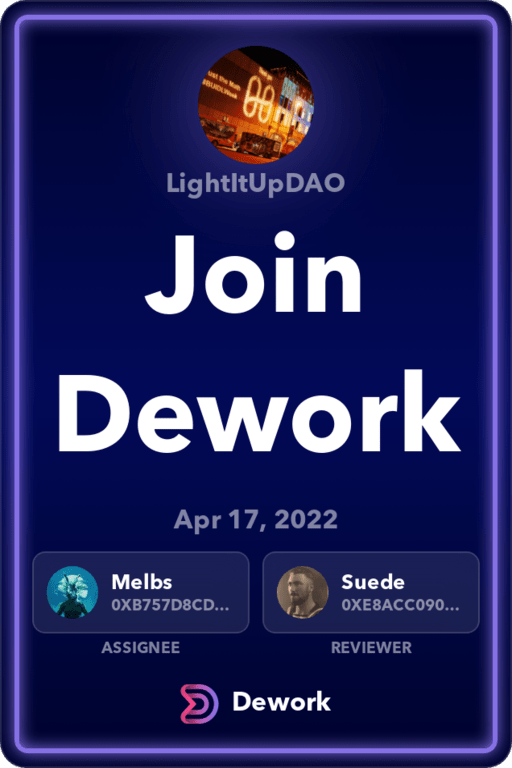 LightItUpDAO
Join
Dework
Apr 17, 2022
Melbs
0XB757D8CD...
ASSIGNEE
Suede
0XE8ACC090...
REVIEWER
Dework